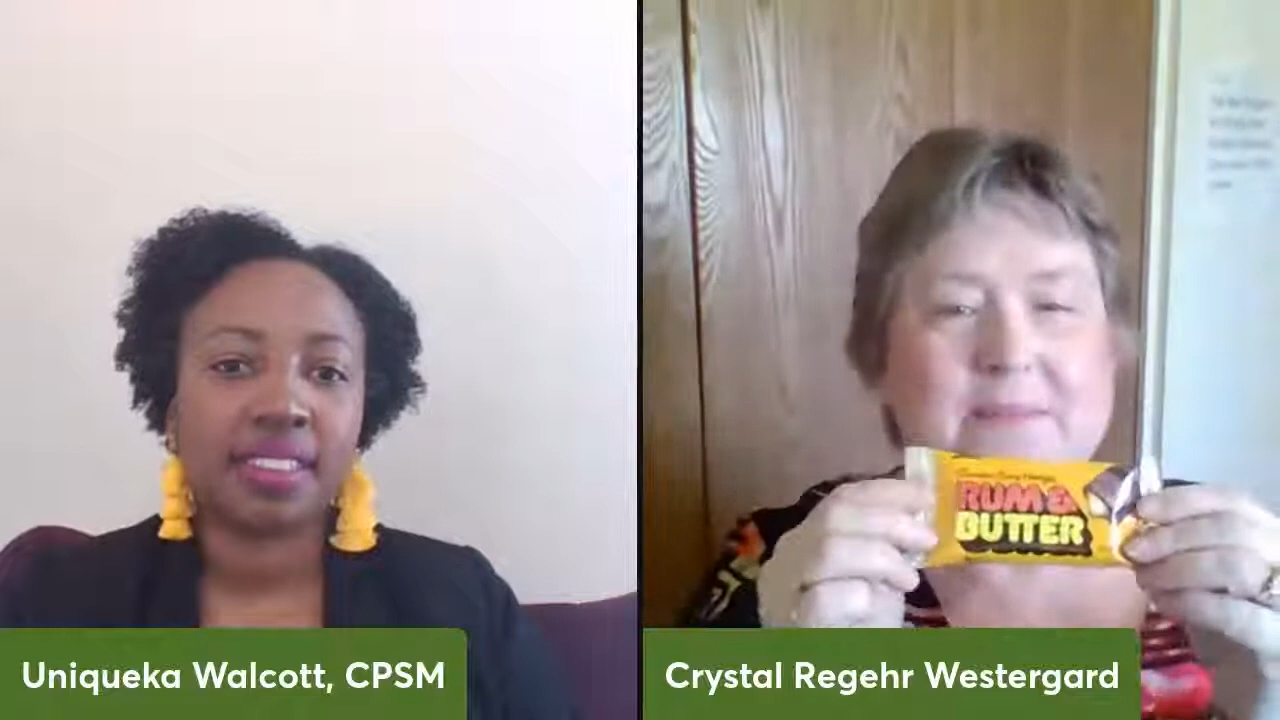 RUM &
BUTTER
Uniqueka Walcott, CPSM
Crystal Regehr Westergard